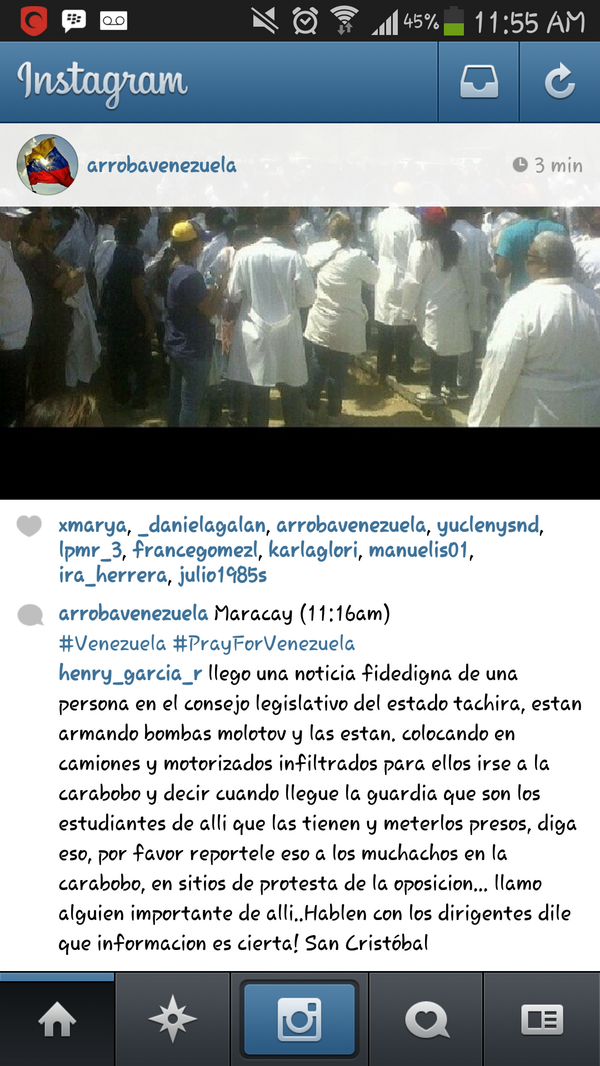 45% 11:55 AM
Instagram
arrobavenezuela 3 min
xmarya, _danielagalan, arrobavenezuela, yuclenysnd,
lpmr_3, francegomezl, karlaglori, manuelis01,
ira_herrera, julio1985s
arrobavenezuela Maracay (11:16am)
#Venezuela #PrayForVenezuela
henry_garcia_r llego una noticia fidedigna de una
persona en el consejo legislativo del estado tachira, estan
armando bombas molotov y las estan. colocando en
camiones y motorizados infiltrados para ellos irse a la
carabobo y decir cuando llegue la guardia que son los
estudiantes de alli que las tienen y meterlos presos, diga
eso, por favor reportele eso a los muchachos en la
carabobo, en sitios de protesta de la oposicion... llamo
alguien importante de alli..Hablen con los dirigentes dile
que informacion es cierta! San Cristóbal